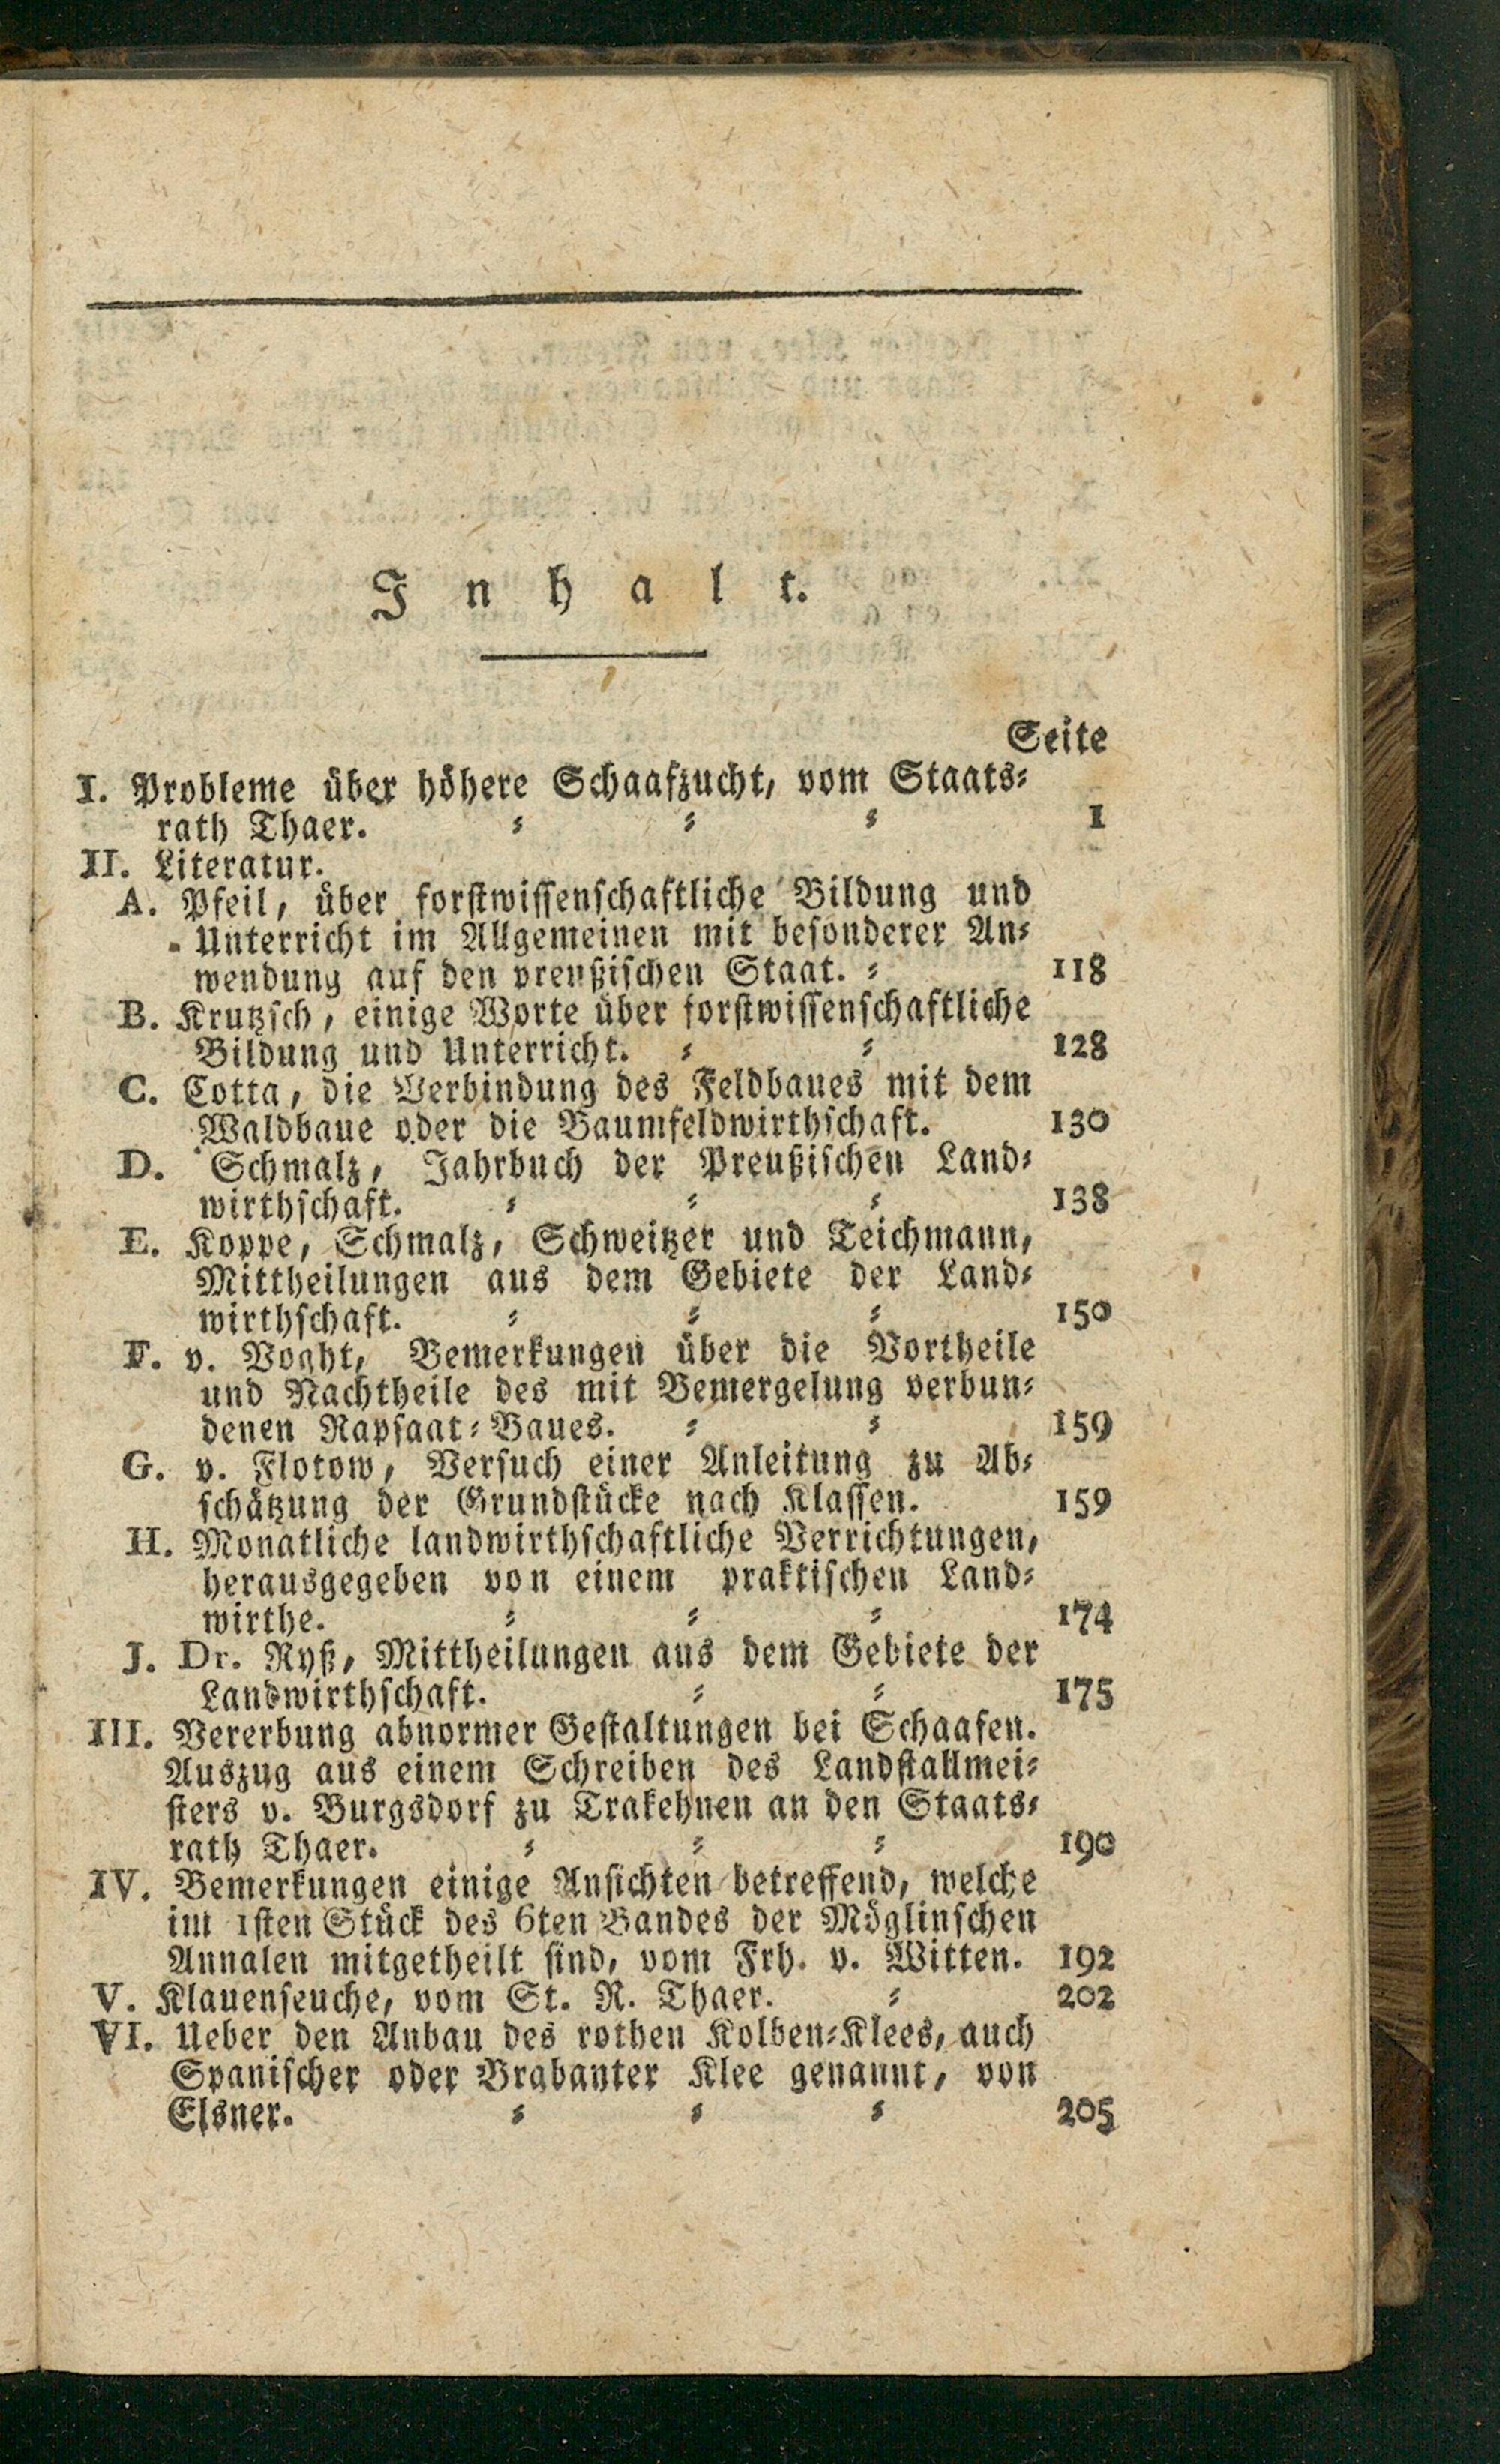 Inhalt.
Seite
I. Probleme über höhere Schaafzucht, vom Staats-
rath Thaer. - - - 1
II. Literatur.
A. Pfeil, über forstwissenschaftliche Bildung und
Unterricht im Allgemeinen mit besonderer An-
wendung auf den preußischen Staat. - 118
B. Krutzsch, einige Worte über forstwissenschaftliche
Bildung und Unterricht. - - 128
C. Cotta, die Verbindung des Feldbaues mit dem
Waldbaue oder die Baumfeldwirthschaft. 130
D. Schmalz, Jahrbuch der Preußischen Land-
wirthschaft. - - - 138
E. Koppe, Schmalz, Schweitzer und Teichmann,
Mittheilungen aus dem Gebiete der Land-
wirthschaft. - - - 150
F. v. Voght, Bemerkungen über die Vortheile
und Nachtheile des mit Bemergelung verbun-
denen Rapsaat-Baues. - - 159
G. v. Flotow, Versuch einer Anleitung zu Ab-
schätzung der Grundstücke nach Klassen. 159
H. Monatliche landwirthschaftliche Verrichtungen,
herausgegeben von einem praktischen Land-
wirthe. - - - 174
J. Dr. Ryß, Mittheilungen aus dem Gebiete der
Landwirthschaft. - - 175
III. Vererbung abnormer Gestaltungen bei Schaafen.
Auszug aus einem Schreiben des Landstallmei-
sters v. Burgsdorf zu Trakehnen an den Staats-
rath Thaer. - - - 190
IV. Bemerkungen einige Ansichten betreffend, welche
im 1sten Stück des 6ten Bandes der Möglinschen
Annalen mitgetheilt sind, vom Frh. v. Witten. 192
V. Klauenseuche, vom St. R. Thaer. - 202
VI. Ueber den Anbau des rothen Kolben-Klees, auch
Spanischer oder Brabanter Klee genannt, von
Elsner. - - - 205